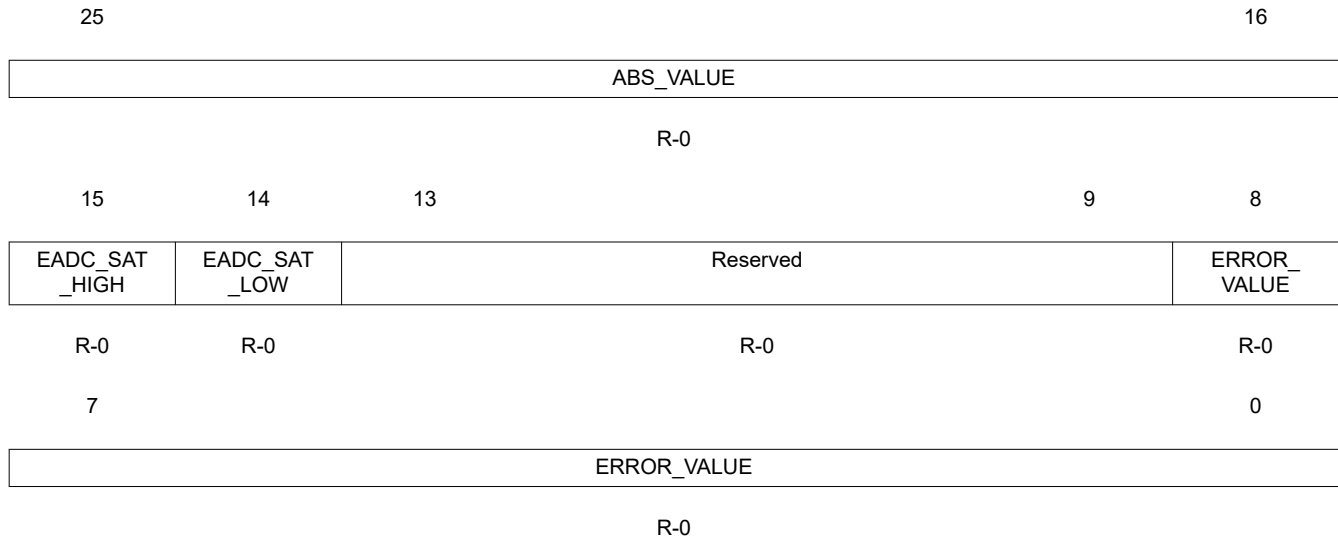 25 16
ABS_VALUE
R-0
15 14 13 9 8
EADC_SAT EADC_SAT Reserved ERROR_
_HIGH _LOW VALUE
R-0 R-0 R-0 R-0
7 0
ERROR_VALUE
R-0